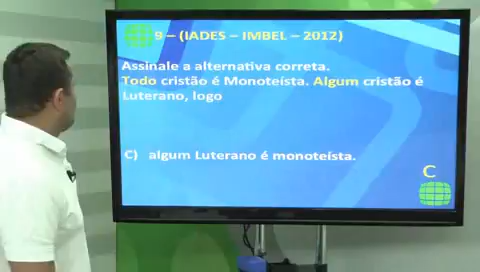 9 – (IADES – IMBEL – 2012)
Assinale a alternativa correta.
Todo cristão é Monoteísta. Algum cristão é
Luterano, logo
C) algum Luterano é monoteísta.
C